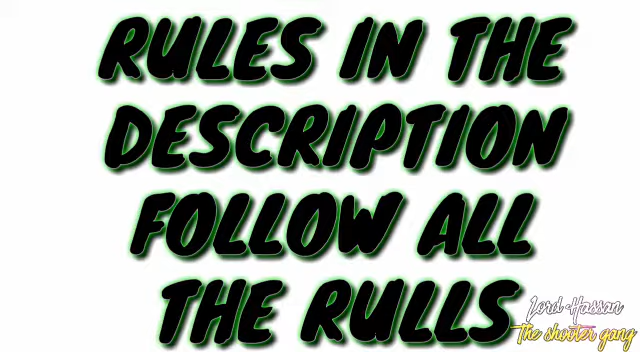 RULES IN THE
DESCRIPTION
FOLLOW ALL
THE RULLS
Lord Hassan
The shooter gang